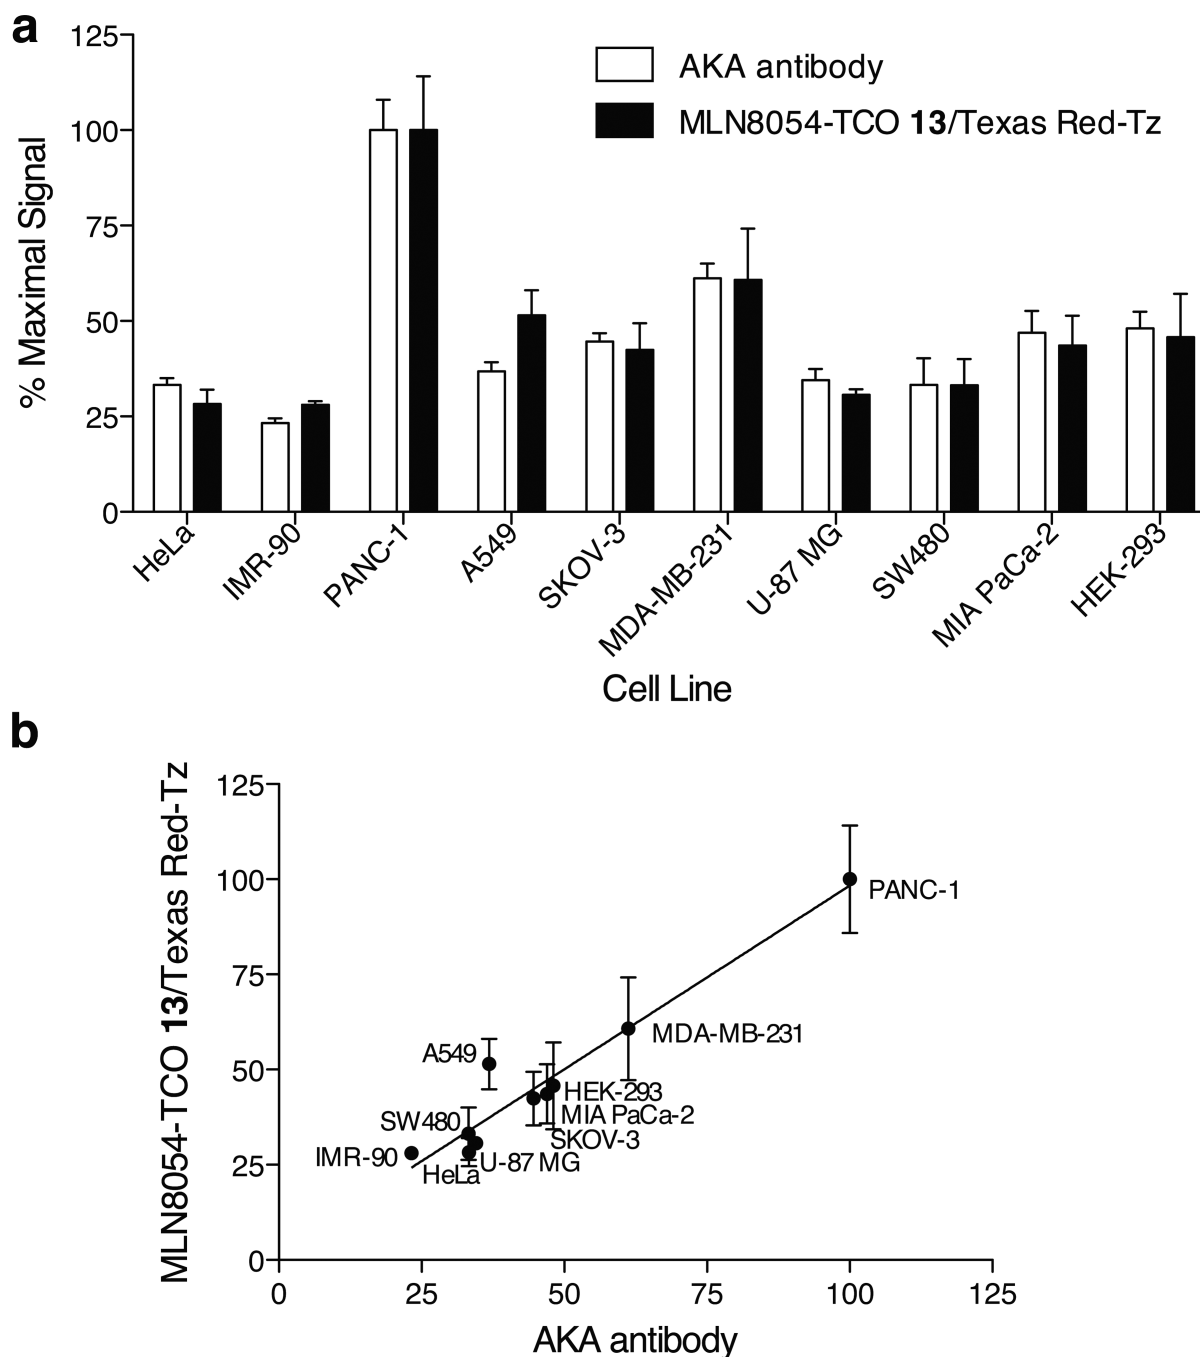 a
125
100
75
50
25
0
% Maximal Signal
AKA antibody
MLN8054-TCO 13/Texas Red-Tz
HeLa
IMR-90
PANC-1
A549
SKOV-3
MDA-MB-231
U-87 MG
SW480
MIA PaCa-2
HEK-293
Cell Line
b
MLN8054-TCO 13/Texas Red-Tz
125
100
75
50
25
0
PANC-1
MDA-MB-231
A549
HEK-293
MIA PaCa-2
SW480
SKOV-3
IMR-90
U-87 MG
HeLa
0 25 50 75 100 125
AKA antibody